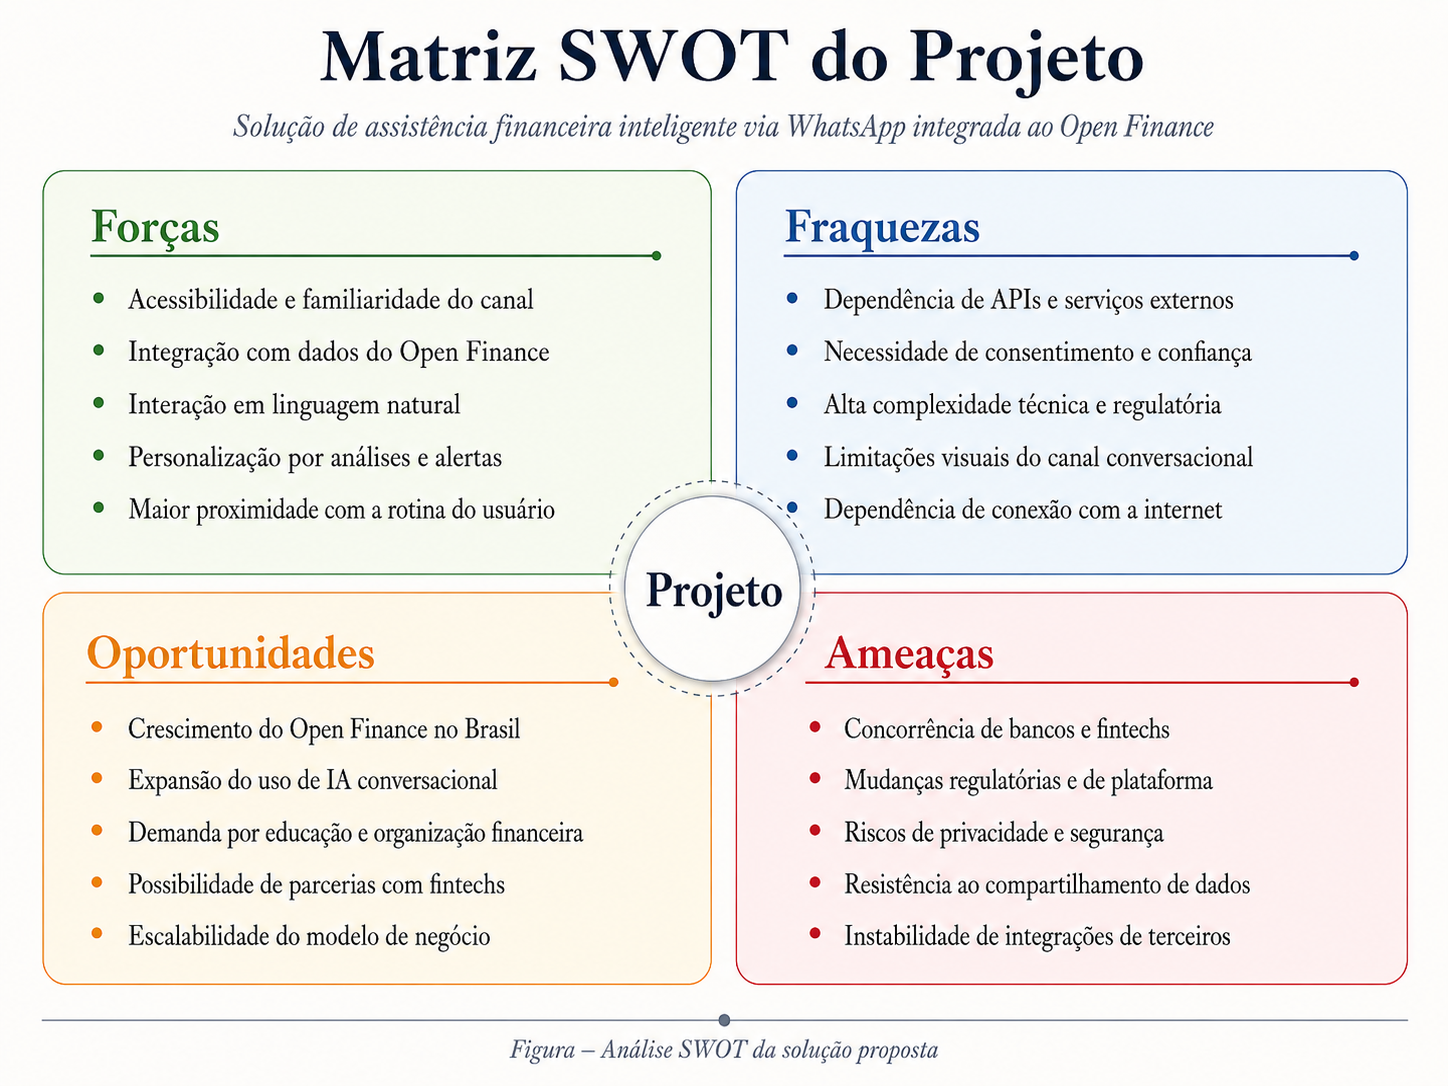 Matriz SWOT do Projeto
Solução de assistência financeira inteligente via WhatsApp integrada ao Open Finance
Forças
Acessibilidade e familiaridade do canal
Integração com dados do Open Finance
Interação em linguagem natural
Personalização por análises e alertas
Maior proximidade com a rotina do usuário
Fraquezas
Dependência de APIs e serviços externos
Necessidade de consentimento e confiança
Alta complexidade técnica e regulatória
Limitações visuais do canal conversacional
Dependência de conexão com a internet
Projeto
Oportunidades
Crescimento do Open Finance no Brasil
Expansão do uso de IA conversacional
Demanda por educação e organização financeira
Possibilidade de parcerias com fintechs
Escalabilidade do modelo de negócio
Ameaças
Concorrência de bancos e fintechs
Mudanças regulatórias e de plataforma
Riscos de privacidade e segurança
Resistência ao compartilhamento de dados
Instabilidade de integrações de terceiros
Figura – Análise SWOT da solução proposta